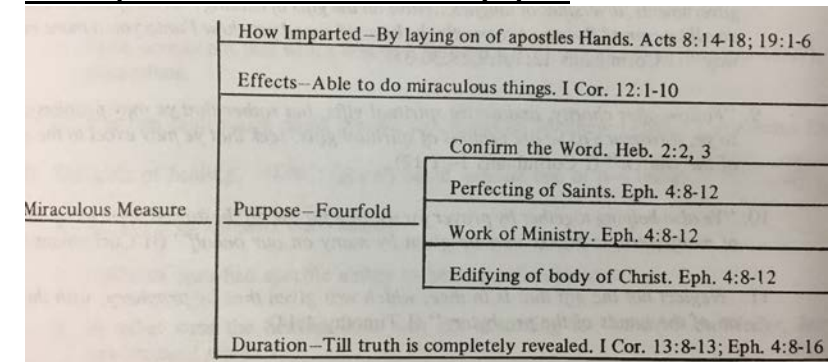 How Imparted—By laying on of apostles Hands. Acts 8:14-18; 19:1-6
Effects—Able to do miraculous things. I Cor. 12:1-10
Confirm the Word. Heb. 2:2, 3
Perfecting of Saints. Eph. 4:8-12
Miraculous Measure
Purpose—Fourfold
Work of Ministry. Eph. 4:8-12
Edifying of body of Christ. Eph. 4:8-12
Duration—Till truth is completely revealed. I Cor. 13:8-13; Eph. 4:8-16